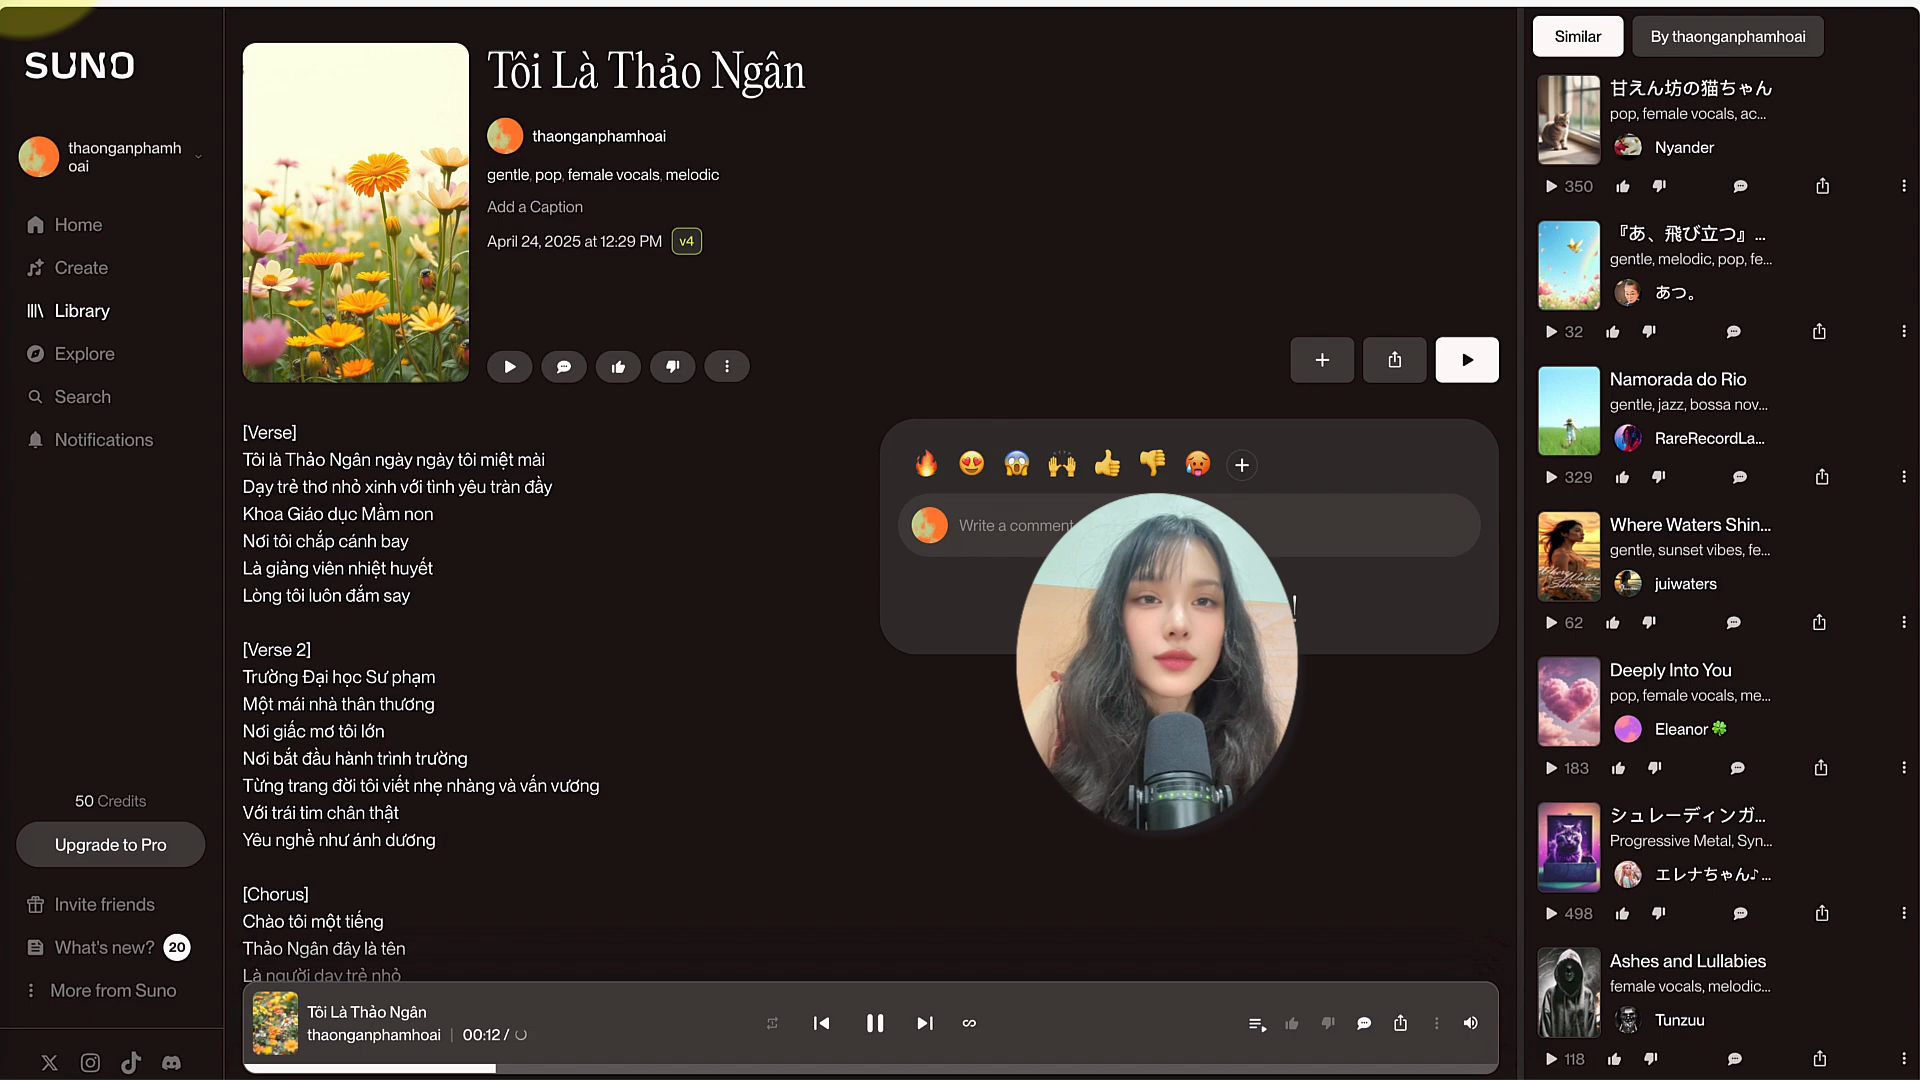 SUNO
thaonganphamh
oai
Home
Create
Library
Explore
Search
Notifications
50 Credits
Upgrade to Pro
Invite friends
What's new? 20
More from Suno
Tôi Là Thảo Ngân
thaonganphamhoai
gentle, pop, female vocals, melodic
Add a Caption
April 24, 2025 at 12:29 PM v4
[Verse]
Tôi là Thảo Ngân ngày ngày tôi miệt mài
Dạy trẻ thơ nhỏ xinh với tình yêu tràn đầy
Khoa Giáo dục Mầm non
Nơi tôi chắp cánh bay
Là giảng viên nhiệt huyết
Lòng tôi luôn đắm say
[Verse 2]
Trường Đại học Sư phạm
Một mái nhà thân thương
Nơi giấc mơ tôi lớn
Nơi bắt đầu hành trình trường
Từng trang đời tôi viết nhẹ nhàng và vấn vương
Với trái tim chân thật
Yêu nghề như ánh dương
[Chorus]
Chào tôi một tiếng
Thảo Ngân đây là tên
Là người dạy trẻ nhỏ
Write a comment
!
Tôi Là Thảo Ngân
thaonganphamhoai | 00:12 /
Similar
By thaonganphamhoai
甘えん坊の猫ちゃん
pop, female vocals, ac...
Nyander
350
『あ、飛び立つ』...
gentle, melodic, pop, fe...
あつ。
32
Namorada do Rio
gentle, jazz, bossa nov...
RareRecordLa...
329
Where Waters Shin...
gentle, sunset vibes, fe...
juiwaters
62
Deeply Into You
pop, female vocals, me...
Eleanor🍀
183
シュレーディンガ...
Progressive Metal, Syn...
エレナちゃん♪...
498
Ashes and Lullabies
female vocals, melodic...
Tunzuu
118